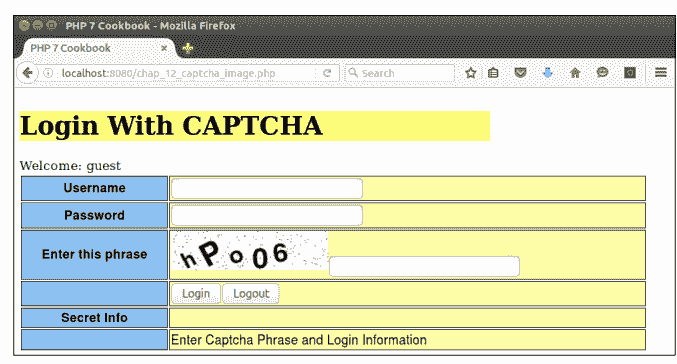 PHP 7 Cookbook - Mozilla Firefox
PHP 7 Cookbook
localhost:8080/chap_12_captcha_image.php
Search
Login With CAPTCHA
Welcome: guest
Username
Password
Enter this phrase hPo06
Login Logout
Secret Info
Enter Captcha Phrase and Login Information